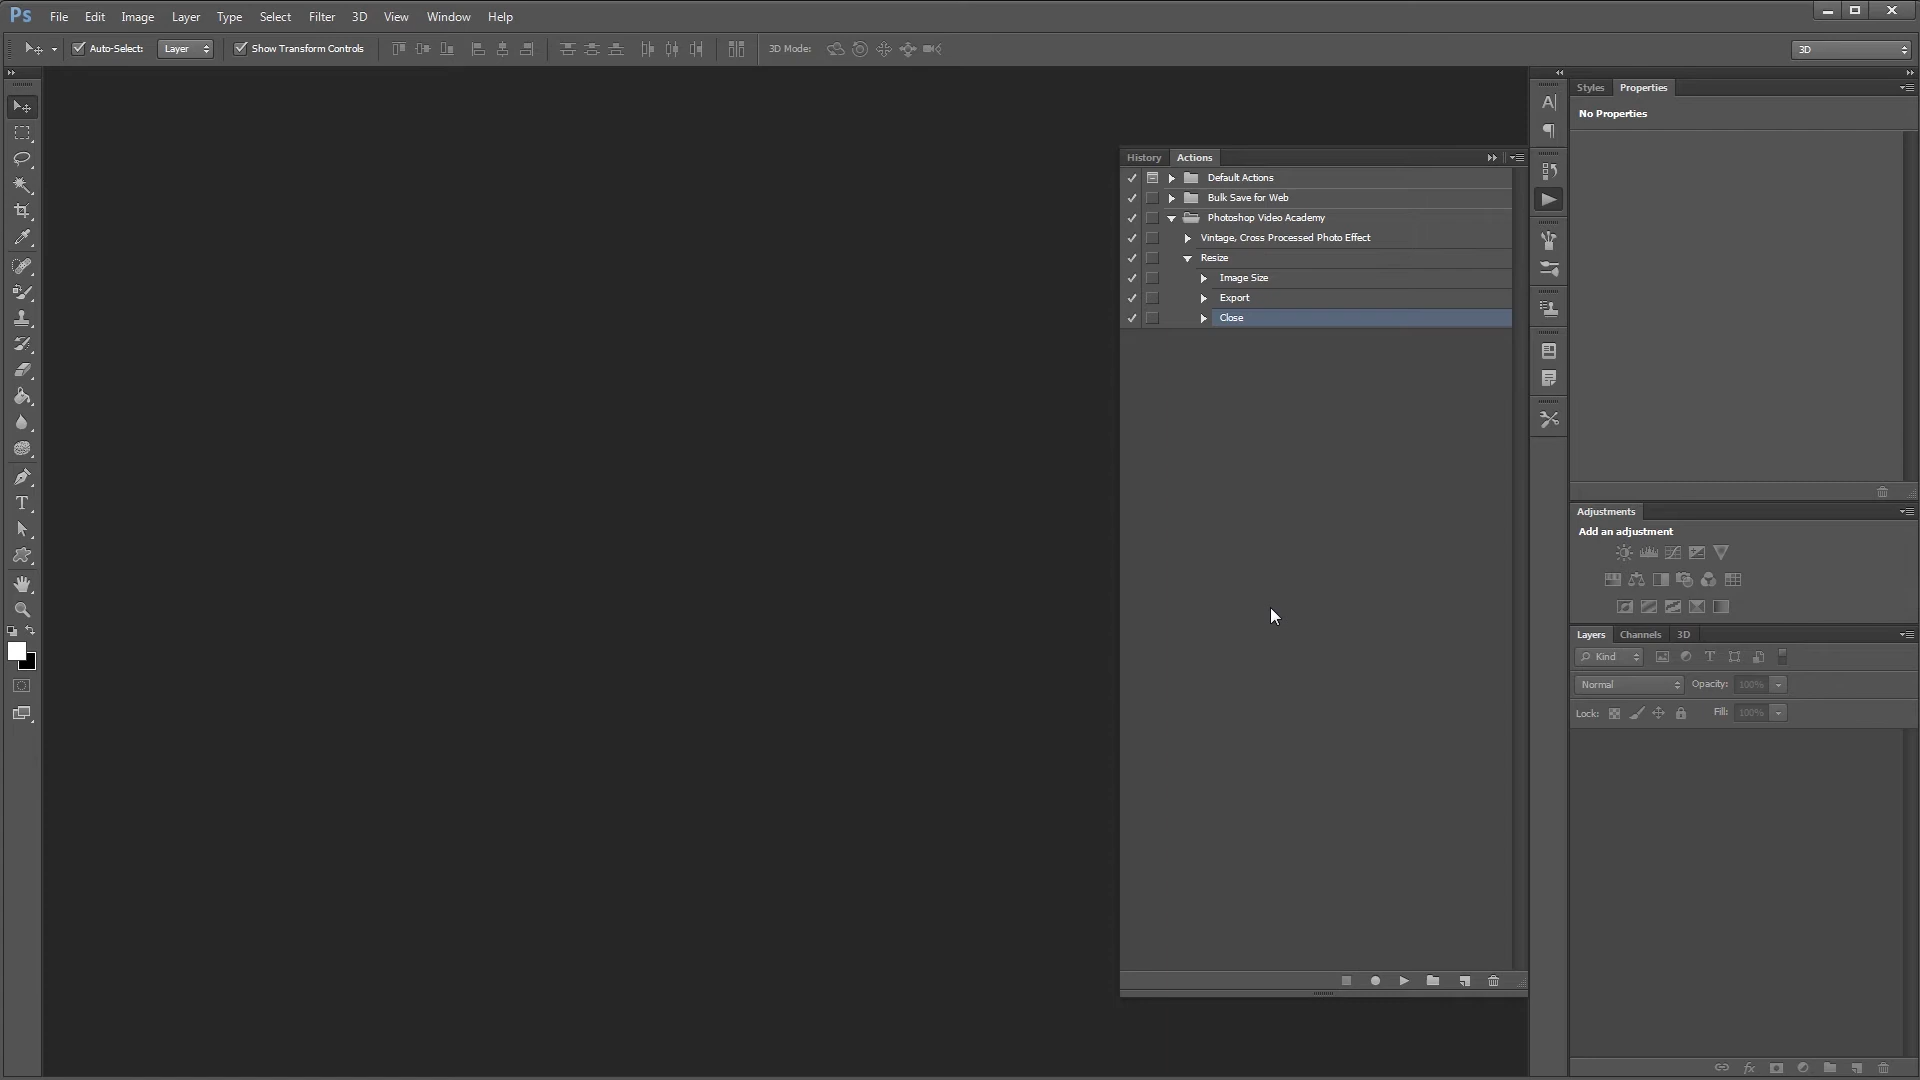 Ps File Edit Image Layer Type Select Filter 3D View Window Help
Auto-Select: Layer Show Transform Controls 3D Mode: 3D
Styles Properties
No Properties
History Actions
Default Actions
Bulk Save for Web
Photoshop Video Academy
Vintage, Cross Processed Photo Effect
Resize
Image Size
Export
Close
Adjustments
Add an adjustment
Layers Channels 3D
Kind
Normal Opacity: 100%
Lock: Fill: 100%